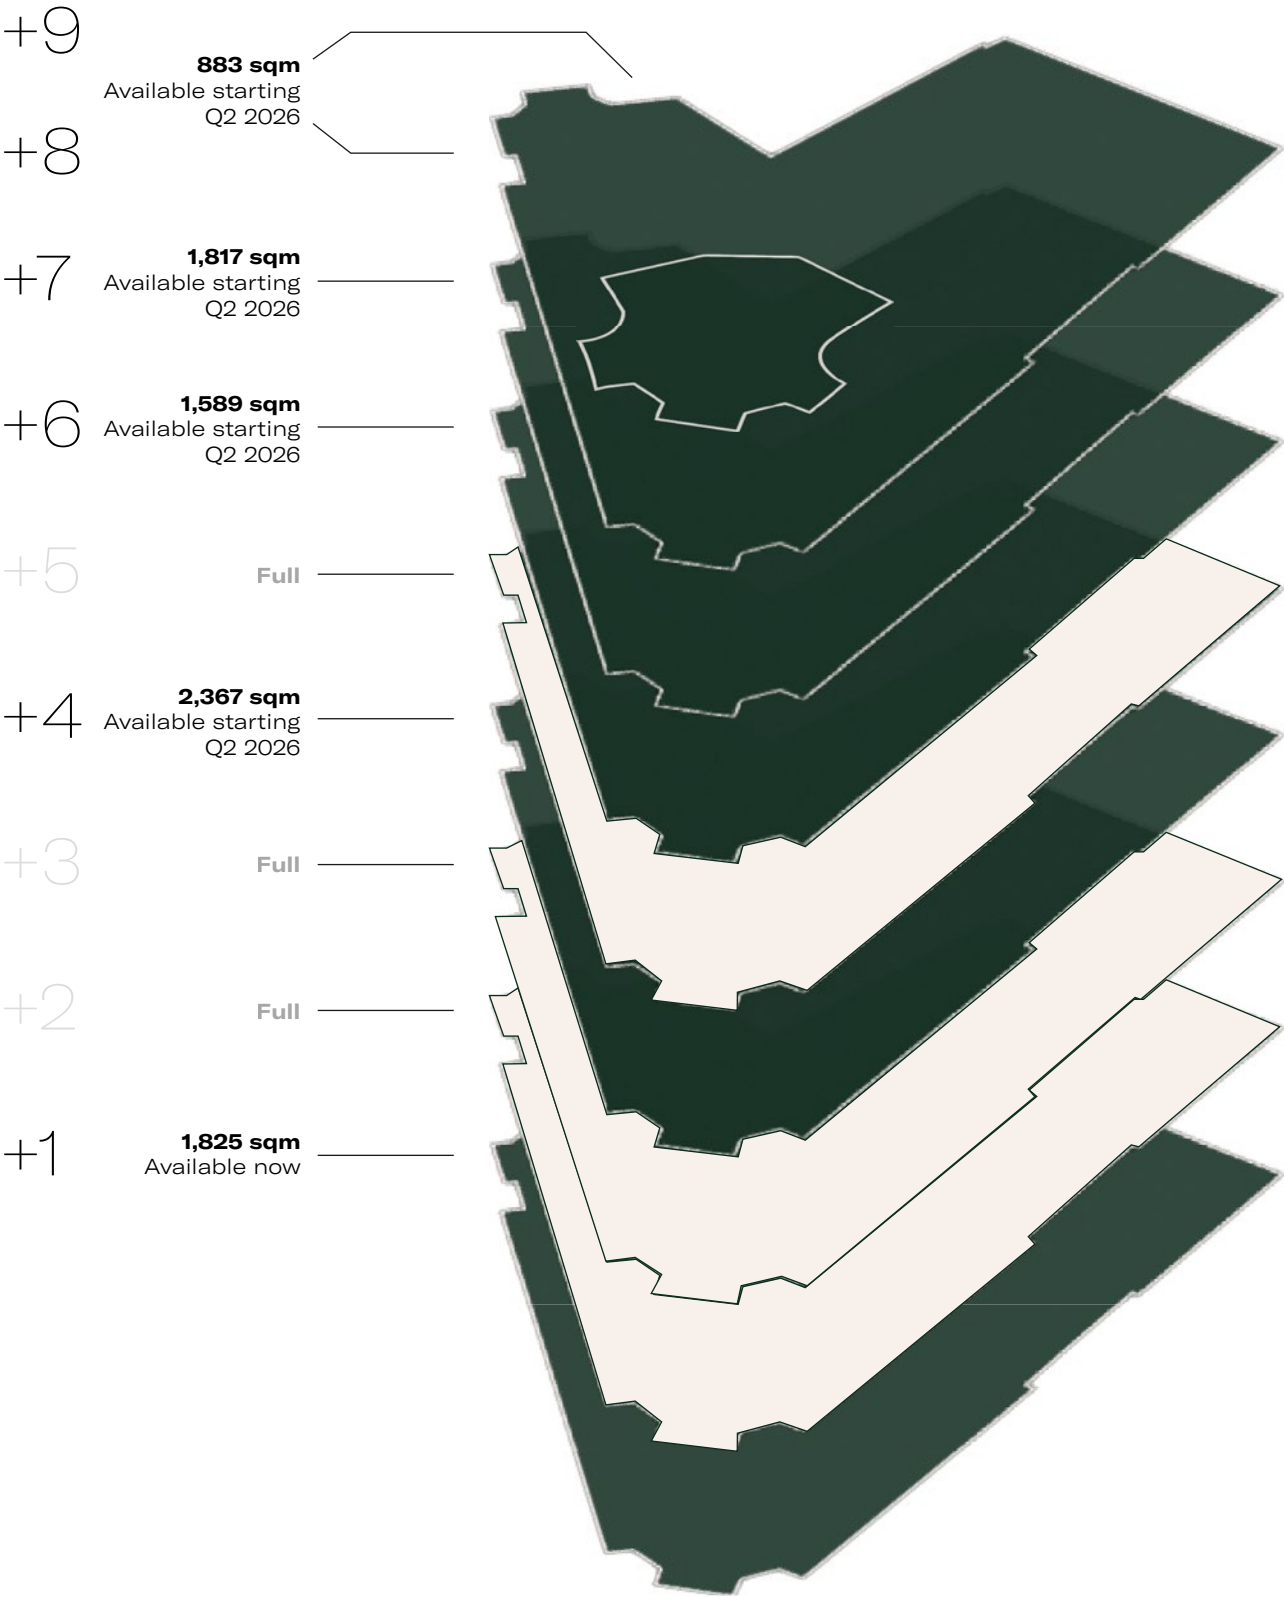 +9
883 sqm
Available starting
Q2 2026
+8
+7
1,817 sqm
Available starting
Q2 2026
+6
1,589 sqm
Available starting
Q2 2026
+5
Full
+4
2,367 sqm
Available starting
Q2 2026
+3
Full
+2
Full
+1
1,825 sqm
Available now